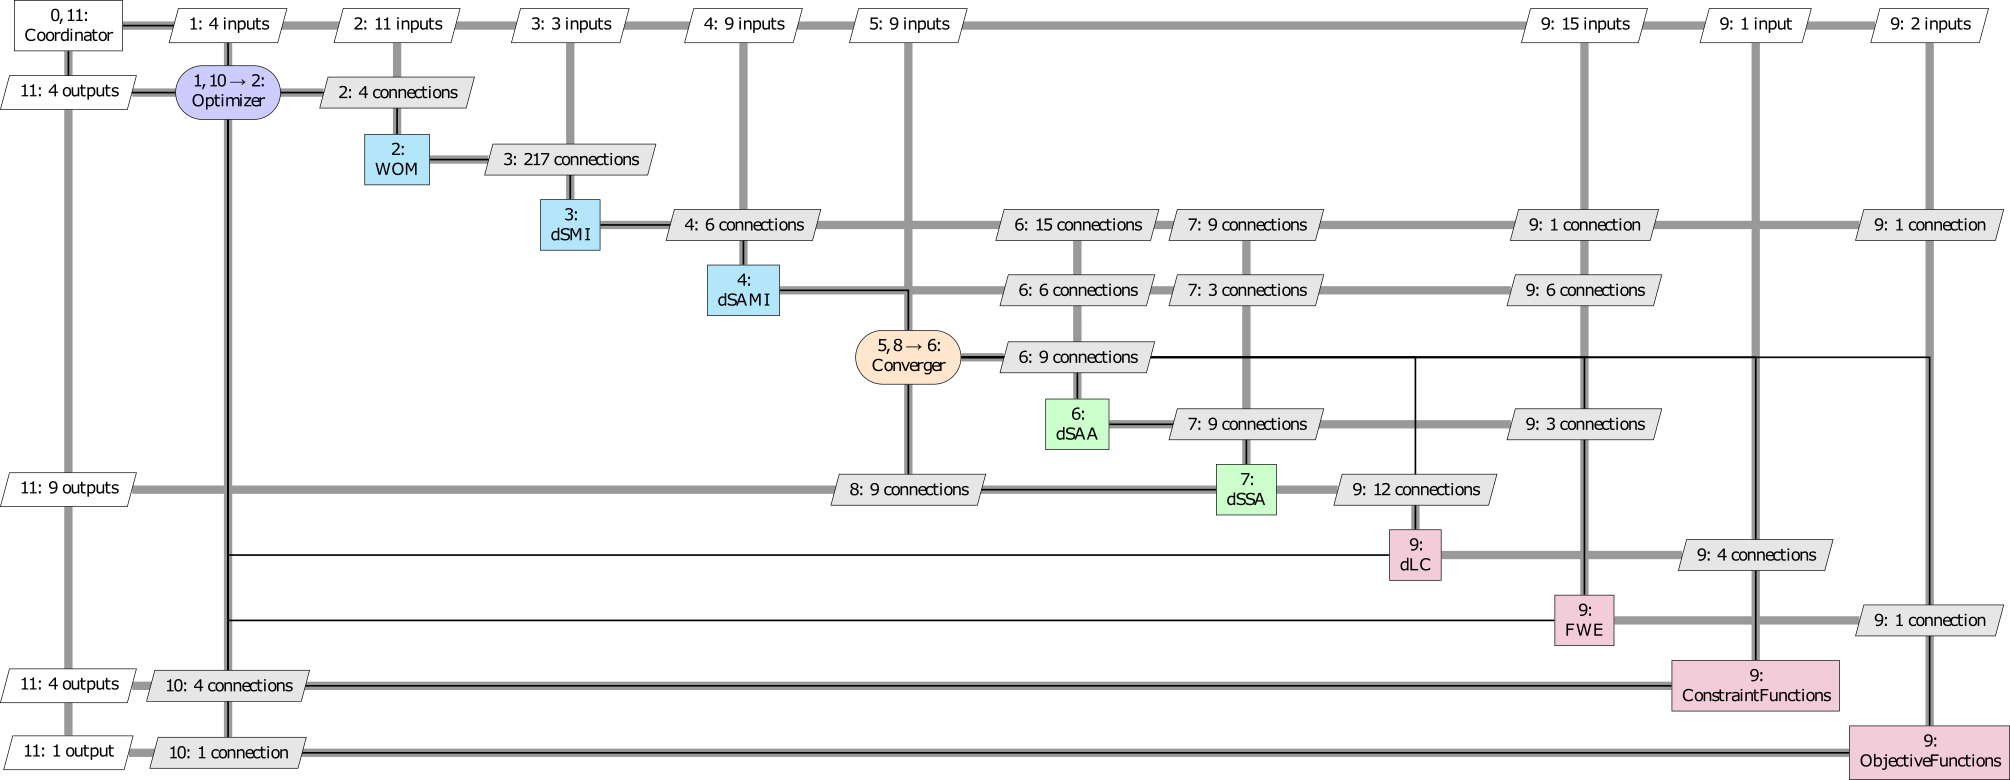 0, 11:
Coordinator
1: 4 inputs
2: 11 inputs
3: 3 inputs
4: 9 inputs
5: 9 inputs
9: 15 inputs
9: 1 input
9: 2 inputs
11: 4 outputs
1, 10 → 2:
Optimizer
2: 4 connections
2:
WOM
3: 217 connections
3:
dSMI
4: 6 connections
6: 15 connections
7: 9 connections
9: 1 connection
9: 1 connection
4:
dSAMI
6: 6 connections
7: 3 connections
9: 6 connections
5, 8 → 6:
Converger
6: 9 connections
6:
dSAA
7: 9 connections
9: 3 connections
11: 9 outputs
8: 9 connections
7:
dSSA
9: 12 connections
9:
dLC
9: 4 connections
9:
FWE
9: 1 connection
11: 4 outputs
10: 4 connections
9:
ConstraintFunctions
11: 1 output
10: 1 connection
9:
ObjectiveFunctions